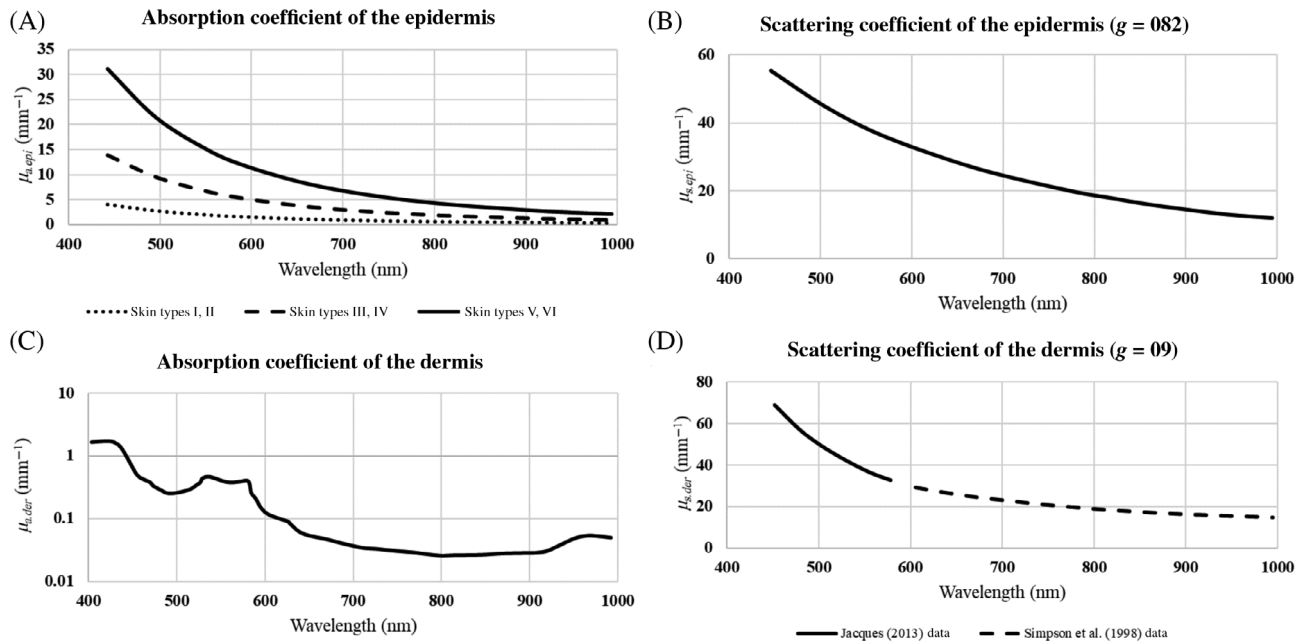 (A)
Absorption coefficient of the epidermis
μa.epi (mm−1)
35
30
25
20
15
10
5
0
400 500 600 700 800 900 1000
Wavelength (nm)
Skin types I, II Skin types III, IV Skin types V, VI
(B)
Scattering coefficient of the epidermis (g = 082)
μs.epi (mm−1)
60
40
20
0
400 500 600 700 800 900 1000
Wavelength (nm)
(C)
Absorption coefficient of the dermis
μa.der (mm−1)
10
1
0.1
0.01
400 500 600 700 800 900 1000
Wavelength (nm)
(D)
Scattering coefficient of the dermis (g = 09)
μs.der (mm−1)
80
60
40
20
0
400 500 600 700 800 900 1000
Wavelength (nm)
Jacques (2013) data Simpson et al. (1998) data